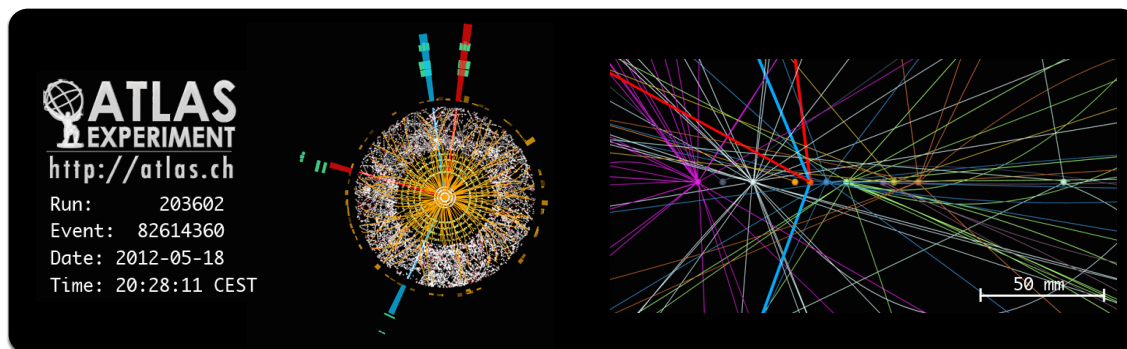 ATLAS
EXPERIMENT
http://atlas.ch
Run: 203602
Event: 82614360
Date: 2012-05-18
Time: 20:28:11 CEST
50 mm